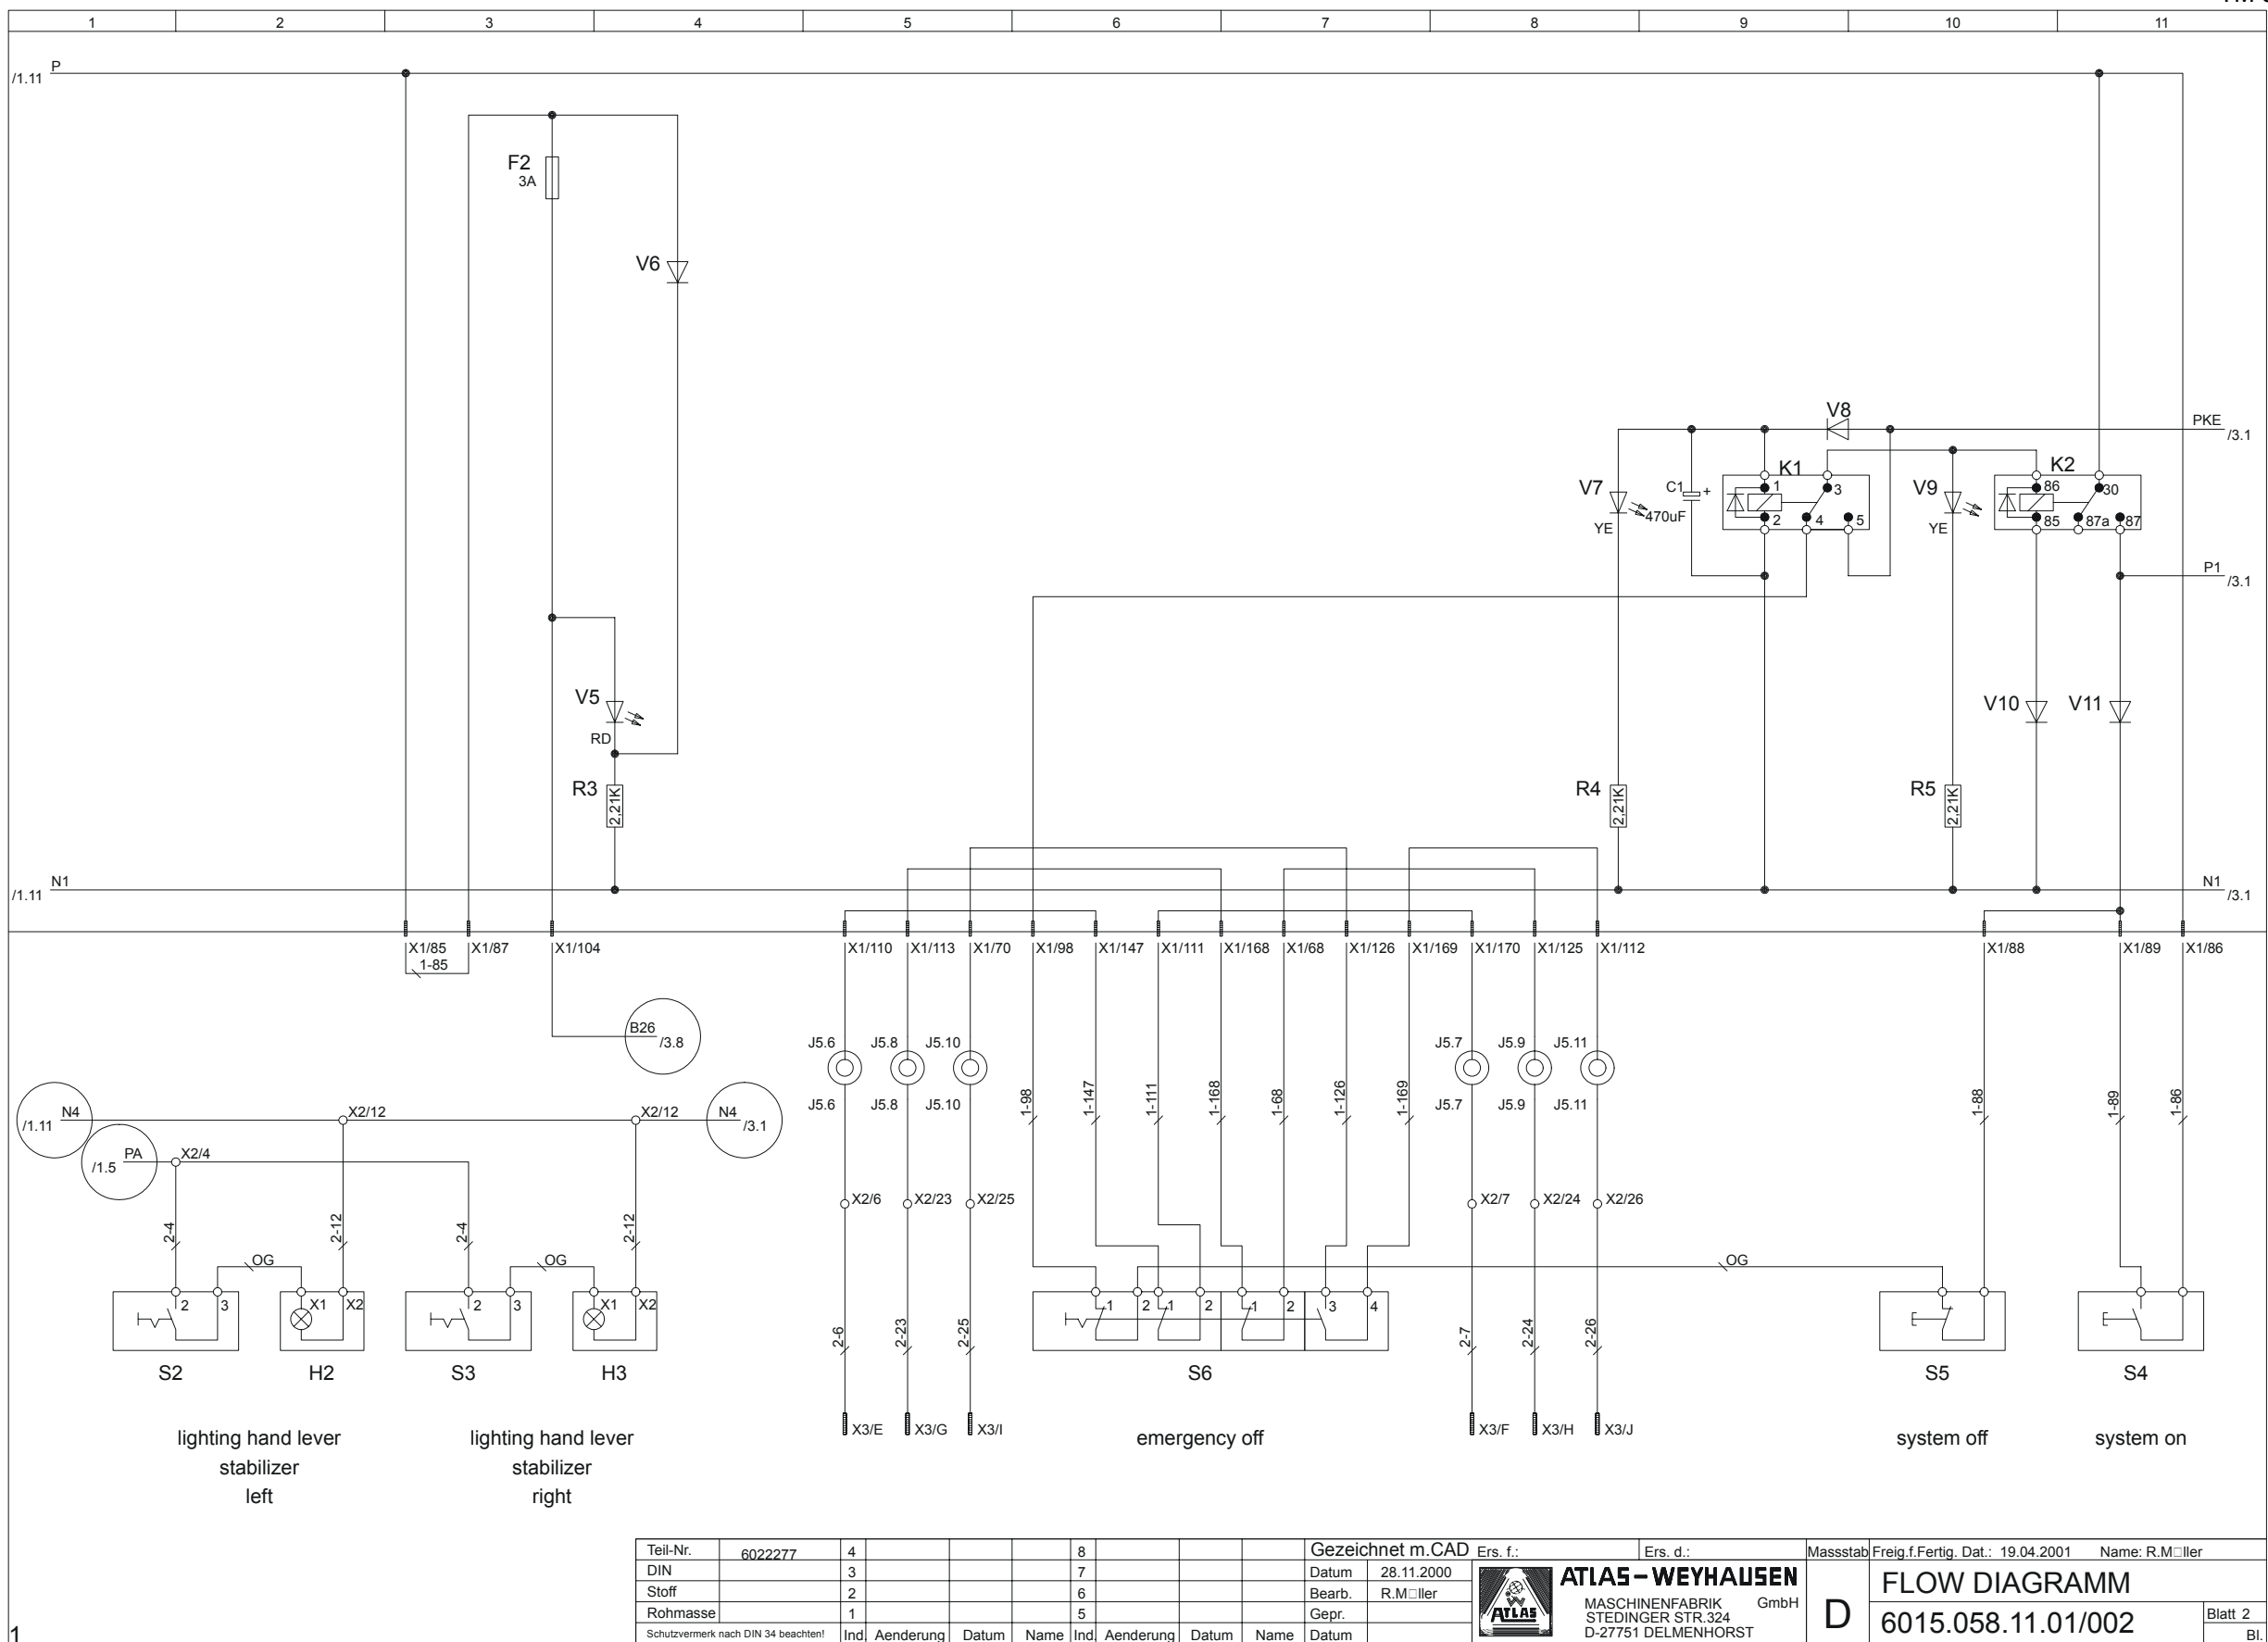 1 2 3 4 5 6 7 8 9 10 11
/1.11 P
F2
3A
V6
V8
PKE /3.1
K1
K2
V7
C1 +
1 3
V9
86 30
470uF
YE
2 4 5
YE
85 87a 87
P1 /3.1
V5
RD
V10 V11
R3 2,21K
R4 2,21K
R5 2,21K
/1.11 N1
N1 /3.1
X1/85 X1/87 X1/104 X1/110 X1/113 X1/70 X1/98 X1/147 X1/111 X1/168 X1/68 X1/126 X1/169 X1/170 X1/125 X1/112 X1/88 X1/89 X1/86
1-85
B26 /3.8
J5.6 J5.8 J5.10 J5.7 J5.9 J5.11
1-98 1-147 1-111 1-168 1-68 1-126 1-169 1-88 1-89 1-86
J5.6 J5.8 J5.10 J5.7 J5.9 J5.11
N4 /1.11 X2/12 X2/12 N4 /3.1
PA /1.5 X2/4
X2/6 X2/23 X2/25 X2/7 X2/24 X2/26
2-4 2-12 2-4 2-12
OG OG OG
2 3 X1 X2 2 3 X1 X2 1 2 1 2 1 2 3 4
2-6 2-23 2-25 2-7 2-24 2-26
S2 H2 S3 H3 S6 S5 S4
X3/E X3/G X3/I X3/F X3/H X3/J
lighting hand lever
stabilizer
left
lighting hand lever
stabilizer
right
emergency off
system off
system on
Teil-Nr. 6022277 4 8 Gezeichnet m.CAD Ers. f.: Ers. d.: Massstab Freig.f.Fertig. Dat.: 19.04.2001 Name: R.M□ller
DIN 3 7 Datum 28.11.2000
Stoff 2 6 Bearb. R.M□ller
Rohmasse 1 5 Gepr.
Schutzvermerk nach DIN 34 beachten! Ind. Aenderung Datum Name Ind. Aenderung Datum Name Datum
ATLAS
ATLAS-WEYHAUSEN
MASCHINENFABRIK GmbH
STEDINGER STR.324
D-27751 DELMENHORST
D
FLOW DIAGRAMM
6015.058.11.01/002
Blatt 2
Bl.
1